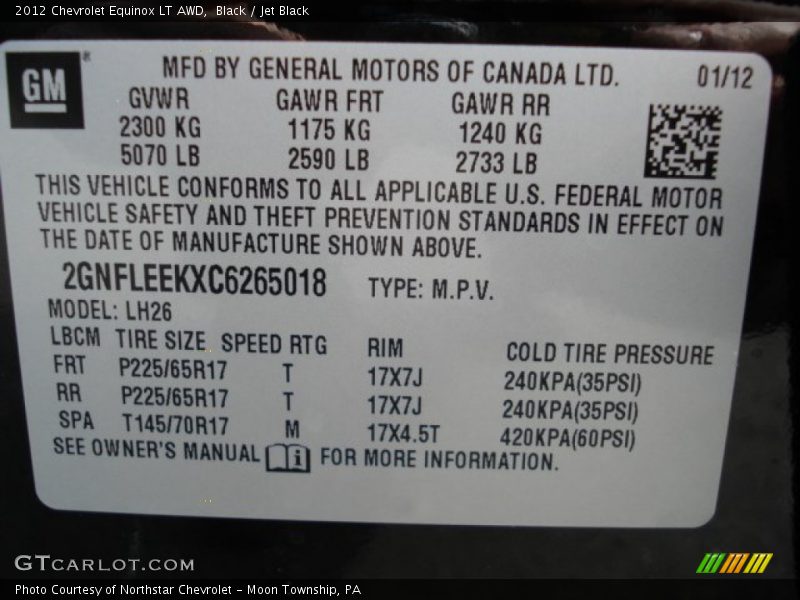 2012 Chevrolet Equinox LT AWD,  Black / Jet Black
GM®
MFD BY GENERAL MOTORS OF CANADA LTD. 01/12
GVWR GAWR FRT GAWR RR
2300 KG 1175 KG 1240 KG
5070 LB 2590 LB 2733 LB
THIS VEHICLE CONFORMS TO ALL APPLICABLE U.S. FEDERAL MOTOR
VEHICLE SAFETY AND THEFT PREVENTION STANDARDS IN EFFECT ON
THE DATE OF MANUFACTURE SHOWN ABOVE.
2GNFLEEKXC6265018 TYPE: M.P.V.
MODEL: LH26
LBCM TIRE SIZE SPEED RTG RIM COLD TIRE PRESSURE
FRT P225/65R17 T 17X7J 240KPA(35PSI)
RR P225/65R17 T 17X7J 240KPA(35PSI)
SPA T145/70R17 M 17X4.5T 420KPA(60PSI)
SEE OWNER'S MANUAL i FOR MORE INFORMATION.
GTCARLOT.COM
Photo Courtesy of Northstar Chevrolet - Moon Township, PA